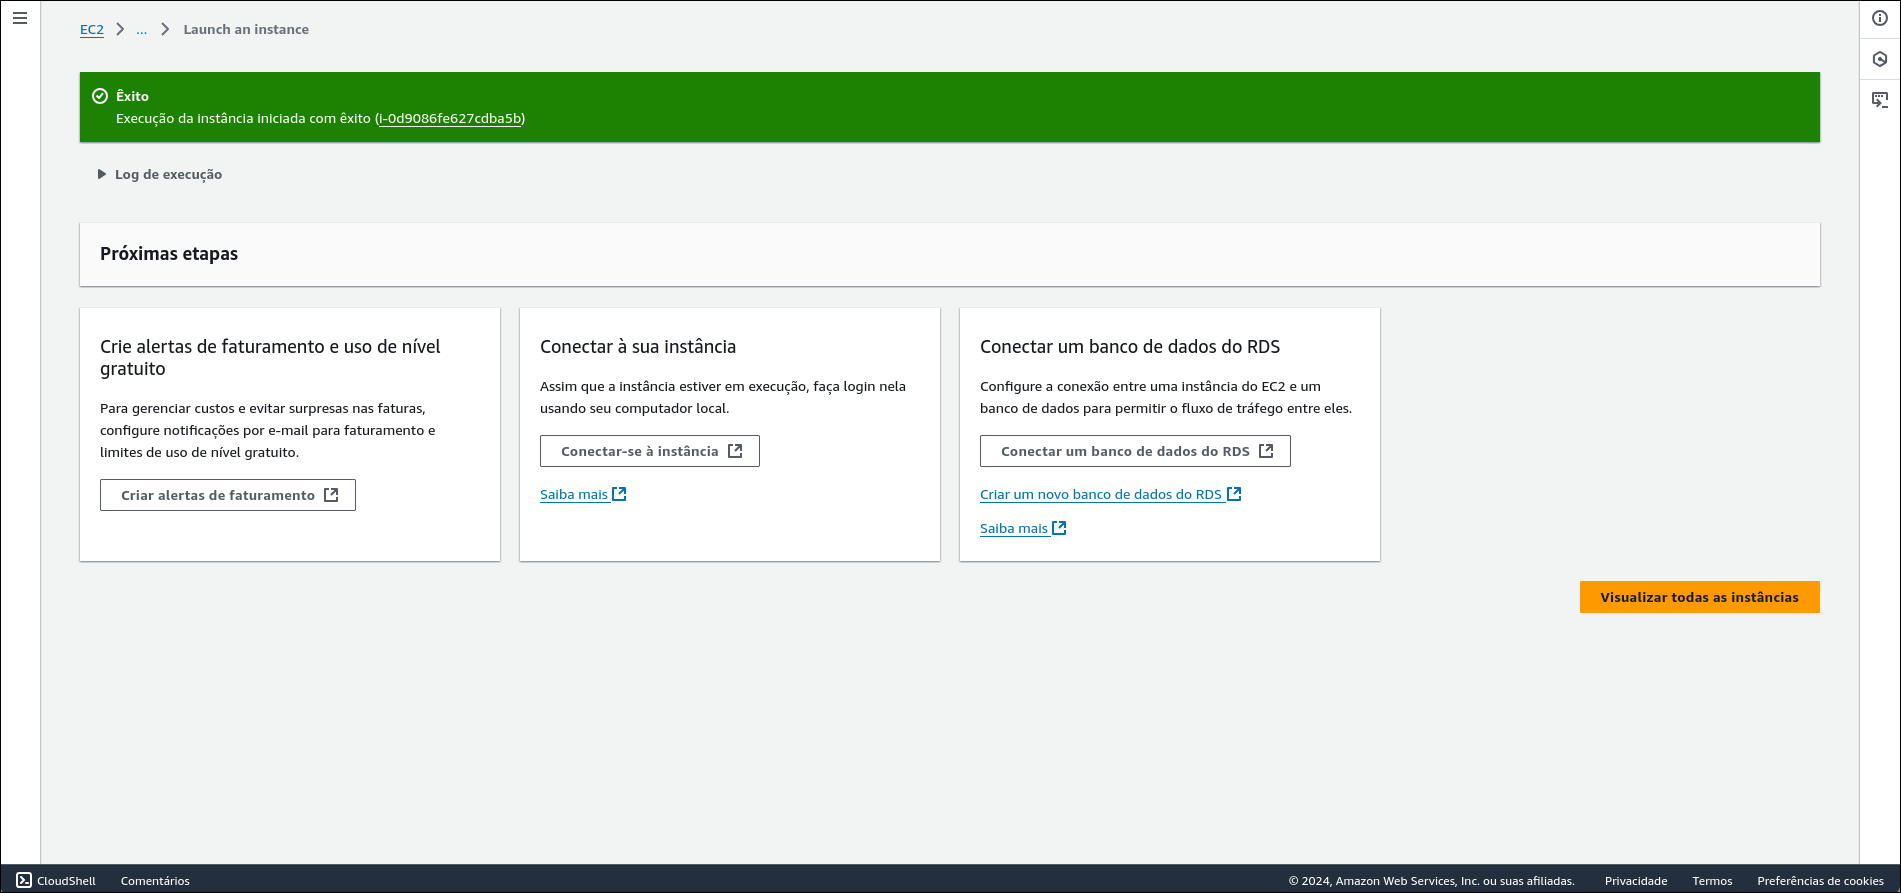 EC2 > ... > Launch an instance
Êxito
Execução da instância iniciada com êxito (i-0d9086fe627cdba5b)
Log de execução
Próximas etapas
Crie alertas de faturamento e uso de nível
gratuito
Para gerenciar custos e evitar surpresas nas faturas,
configure notificações por e-mail para faturamento e
limites de uso de nível gratuito.
Criar alertas de faturamento
Conectar à sua instância
Assim que a instância estiver em execução, faça login nela
usando seu computador local.
Conectar-se à instância
Saiba mais
Conectar um banco de dados do RDS
Configure a conexão entre uma instância do EC2 e um
banco de dados para permitir o fluxo de tráfego entre eles.
Conectar um banco de dados do RDS
Criar um novo banco de dados do RDS
Saiba mais
Visualizar todas as instâncias
CloudShell Comentários © 2024, Amazon Web Services, Inc. ou suas afiliadas. Privacidade Termos Preferências de cookies